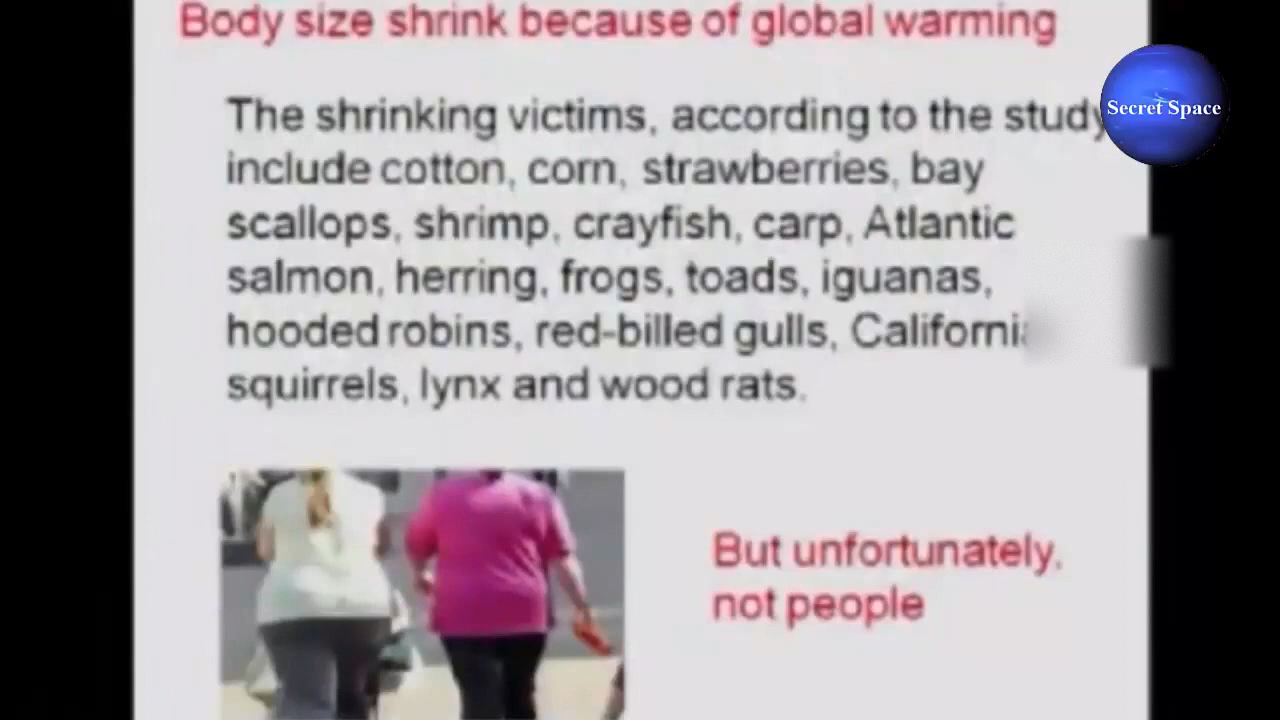 Body size shrink because of global warming
Secret Space
The shrinking victims, according to the study
include cotton, corn, strawberries, bay
scallops, shrimp, crayfish, carp, Atlantic
salmon, herring, frogs, toads, iguanas,
hooded robins, red-billed gulls, California
squirrels, lynx and wood rats.
But unfortunately,
not people